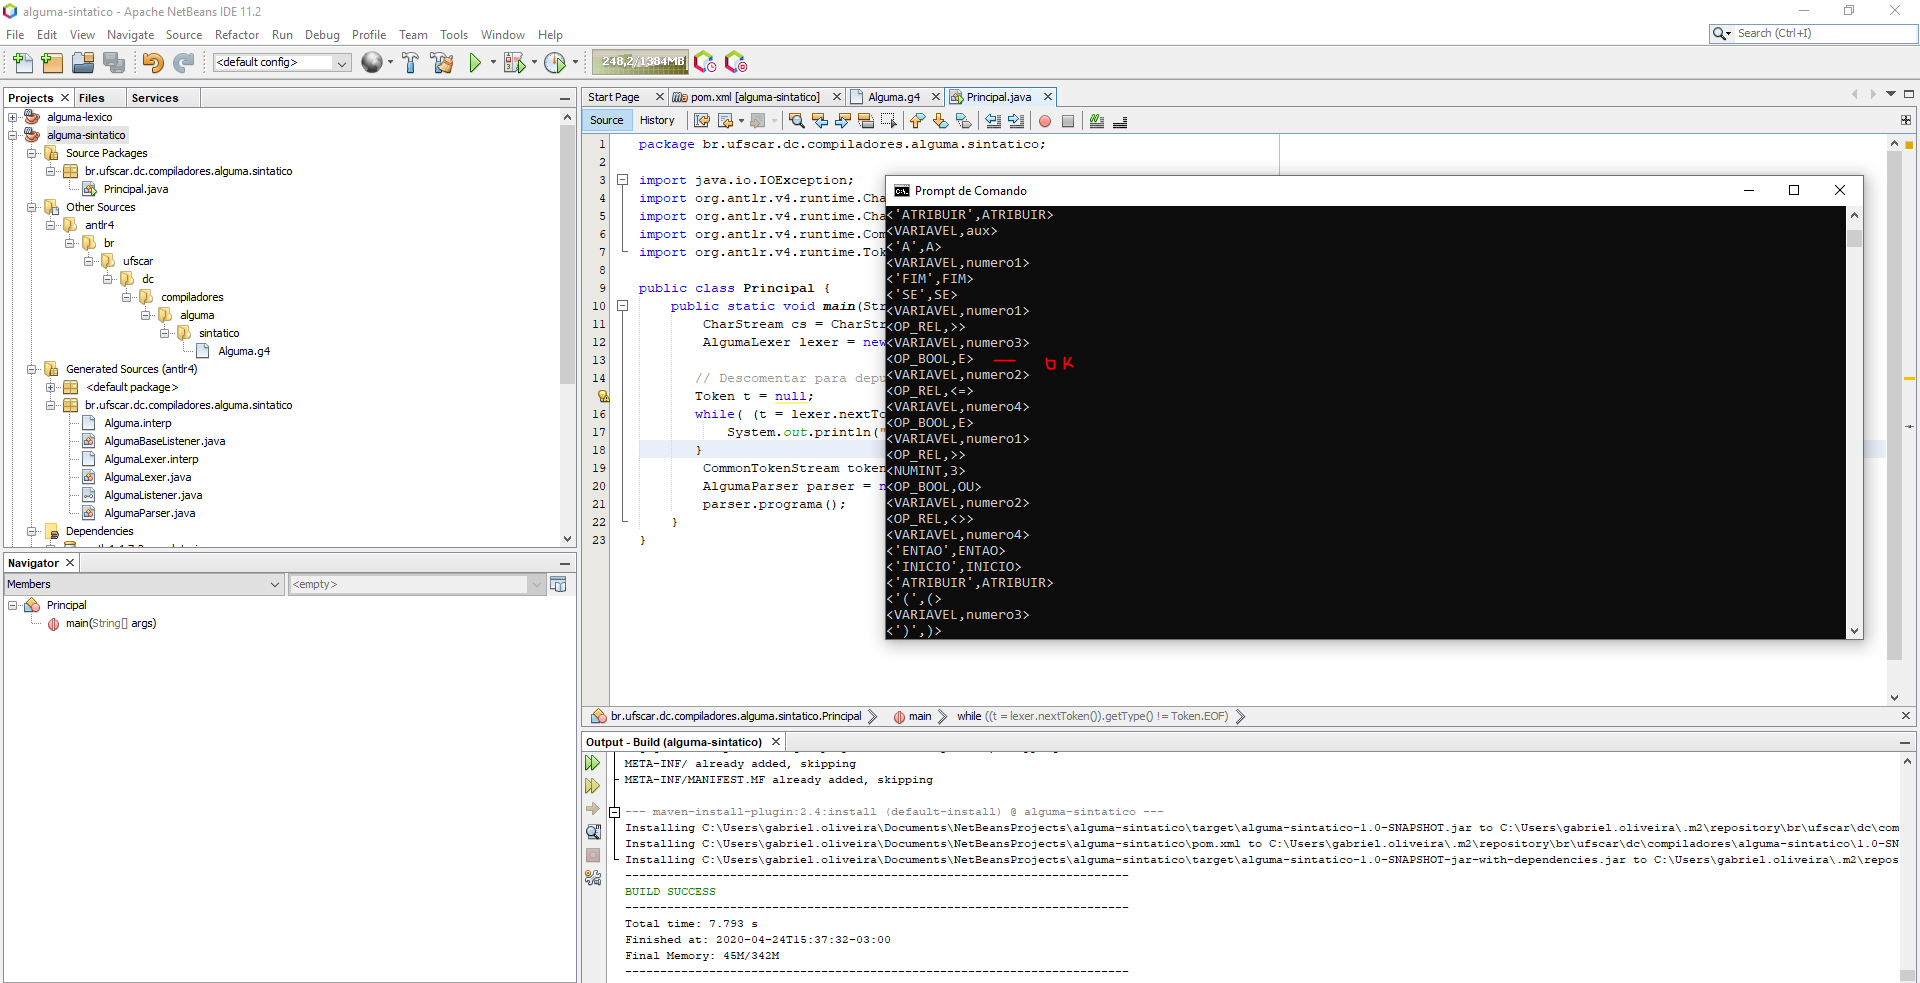 alguma-sintatico - Apache NetBeans IDE 11.2
File Edit View Navigate Source Refactor Run Debug Profile Team Tools Window Help
Search (Ctrl+I)
<default config>
248,2/1384MB
Projects Files Services
alguma-lexico
alguma-sintatico
Source Packages
br.ufscar.dc.compiladores.alguma.sintatico
Principal.java
Other Sources
antlr4
br
ufscar
dc
compiladores
alguma
sintatico
Alguma.g4
Generated Sources (antlr4)
<default package>
br.ufscar.dc.compiladores.alguma.sintatico
Alguma.interp
AlgumaBaseListener.java
AlgumaLexer.interp
AlgumaLexer.java
AlgumaListener.java
AlgumaParser.java
Dependencies
Navigator
Members
<empty>
Principal
main(String[] args)
Start Page pom.xml [alguma-sintatico] Alguma.g4 Principal.java
Source History
1 package br.ufscar.dc.compiladores.alguma.sintatico;
2
3 import java.io.IOException;
4 import org.antlr.v4.runtime.Cha
5 import org.antlr.v4.runtime.Cha
6 import org.antlr.v4.runtime.Com
7 import org.antlr.v4.runtime.Tok
8
9 public class Principal {
10 public static void main(Str
11 CharStream cs = CharStr
12 AlgumaLexer lexer = new
13
14 // Descomentar para depu
Token t = null;
16 while( (t = lexer.nextTo
17 System.out.println("
18 }
19 CommonTokenStream token
20 AlgumaParser parser = n
21 parser.programa();
22 }
23 }
Prompt de Comando
<'ATRIBUIR',ATRIBUIR>
<VARIAVEL,aux>
<'A',A>
<VARIAVEL,numero1>
<'FIM',FIM>
<'SE',SE>
<VARIAVEL,numero1>
<OP_REL,>>
<VARIAVEL,numero3>
<OP_BOOL,E> OK
<VARIAVEL,numero2>
<OP_REL,<=>
<VARIAVEL,numero4>
<OP_BOOL,E>
<VARIAVEL,numero1>
<OP_REL,>>
<NUMINT,3>
<OP_BOOL,OU>
<VARIAVEL,numero2>
<OP_REL,<>>
<VARIAVEL,numero4>
<'ENTAO',ENTAO>
<'INICIO',INICIO>
<'ATRIBUIR',ATRIBUIR>
<'(',(>
<VARIAVEL,numero3>
<')',)>
br.ufscar.dc.compiladores.alguma.sintatico.Principal main while ((t = lexer.nextToken()).getType() != Token.EOF)
Output - Build (alguma-sintatico)
META-INF/ already added, skipping
META-INF/MANIFEST.MF already added, skipping
--- maven-install-plugin:2.4:install (default-install) @ alguma-sintatico ---
Installing C:\Users\gabriel.oliveira\Documents\NetBeansProjects\alguma-sintatico\target\alguma-sintatico-1.0-SNAPSHOT.jar to C:\Users\gabriel.oliveira\.m2\repository\br\ufscar\dc\com
Installing C:\Users\gabriel.oliveira\Documents\NetBeansProjects\alguma-sintatico\pom.xml to C:\Users\gabriel.oliveira\.m2\repository\br\ufscar\dc\compiladores\alguma-sintatico\1.0-SN
Installing C:\Users\gabriel.oliveira\Documents\NetBeansProjects\alguma-sintatico\target\alguma-sintatico-1.0-SNAPSHOT-jar-with-dependencies.jar to C:\Users\gabriel.oliveira\.m2\repos
------------------------------------------------------------------------
BUILD SUCCESS
------------------------------------------------------------------------
Total time: 7.793 s
Finished at: 2020-04-24T15:37:32-03:00
Final Memory: 45M/342M
------------------------------------------------------------------------